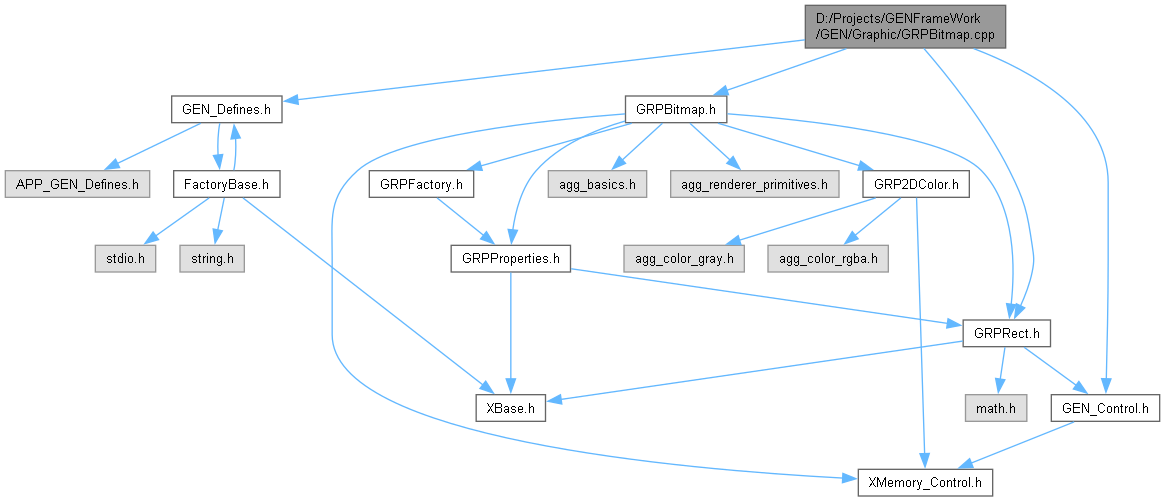 D:/Projects/GENFrameWork
/GEN/Graphic/GRPBitmap.cpp
GEN_Defines.h
GRPBitmap.h
APP_GEN_Defines.h
FactoryBase.h
GRPFactory.h
agg_basics.h
agg_renderer_primitives.h
GRP2DColor.h
stdio.h
string.h
GRPProperties.h
agg_color_gray.h
agg_color_rgba.h
GRPRect.h
XBase.h
math.h
GEN_Control.h
XMemory_Control.h